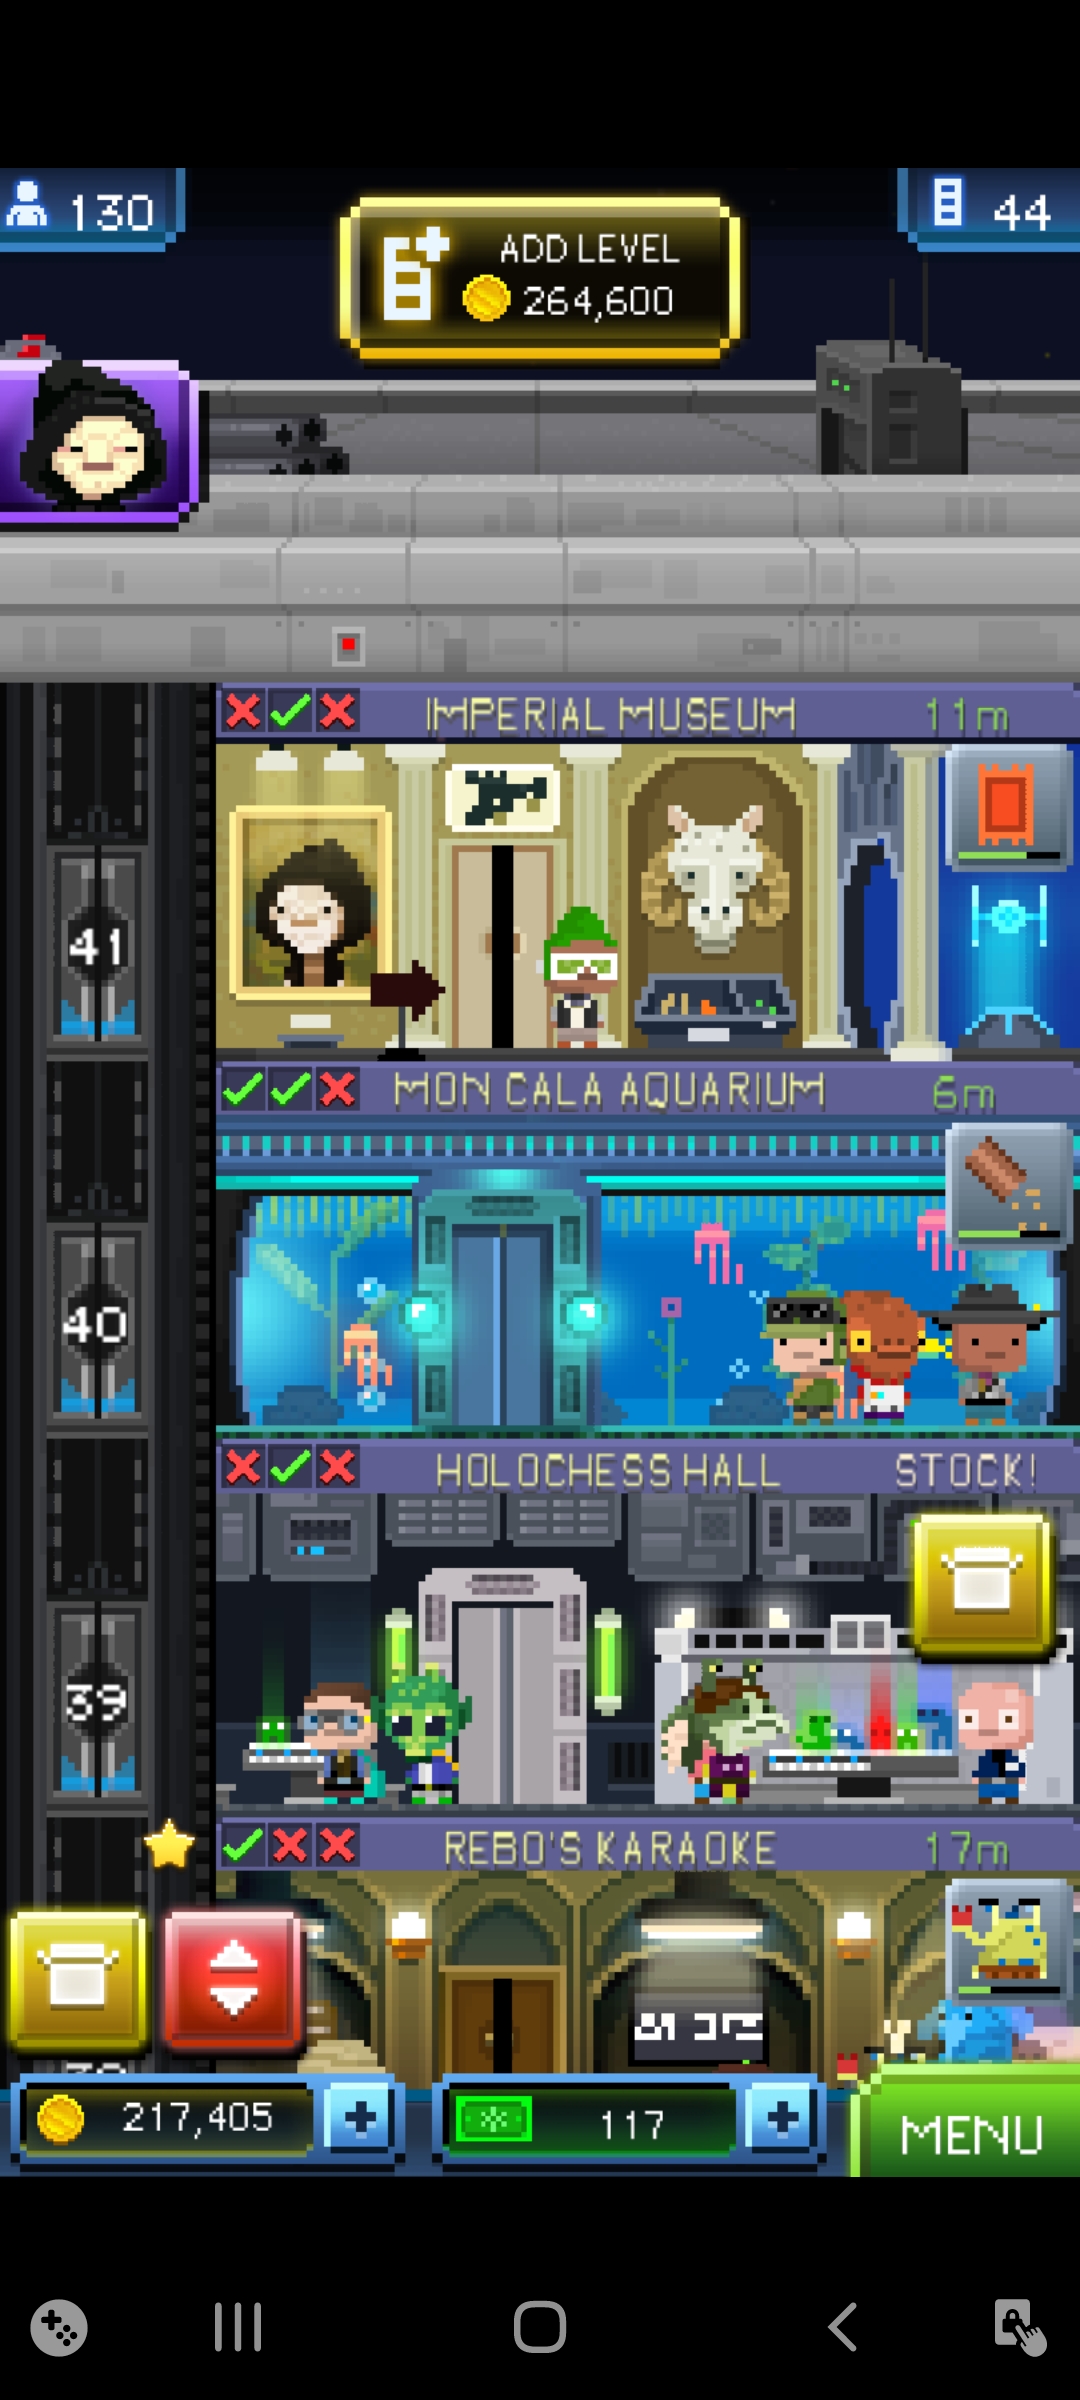 130
ADD LEVEL
264,600
44
IMPERIAL MUSEUM 11m
41
MON CALA AQUARIUM 6m
40
HOLOCHESS HALL STOCK!
39
REBO'S KARAOKE 17m
217,405
117
MENU